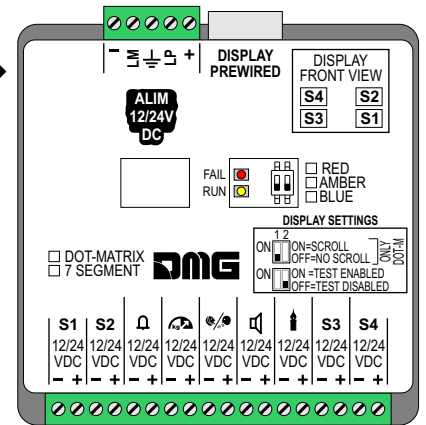 − LM LP +
DISPLAY
PREWIRED
DISPLAY
FRONT VIEW
S4 S2
S3 S1
ALIM
12/24V
DC
FAIL
RUN
RED
AMBER
BLUE
DISPLAY SETTINGS
1 2
ON ON=SCROLL
OFF=NO SCROLL
ONLY
DOT-M
ON ON =TEST ENABLED
OFF=TEST DISABLED
DOT-MATRIX
7 SEGMENT
DMG
S1 S2 kg S3 S4
12/24 12/24 12/24 12/24 12/24 12/24 12/24 12/24 12/24
VDC VDC VDC VDC VDC VDC VDC VDC VDC
− + − + − + − + − + − + − + − + − +